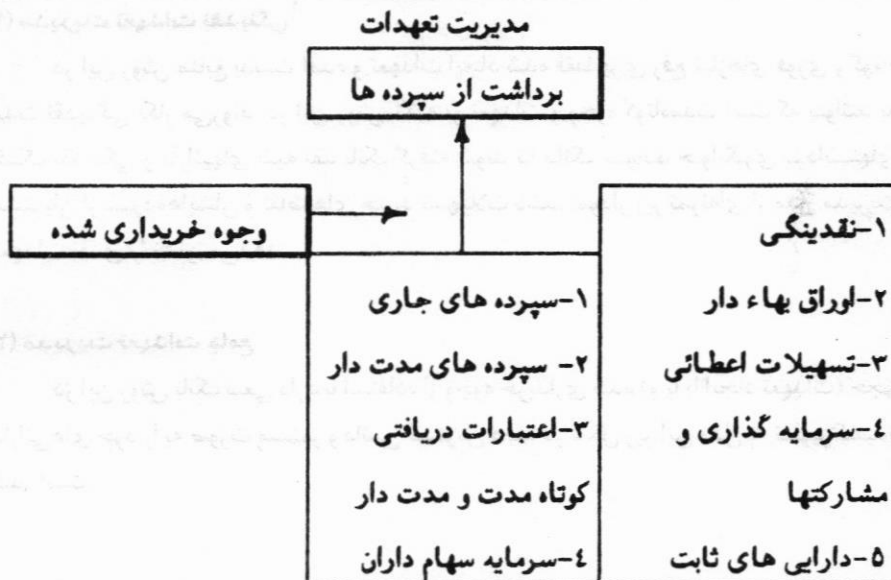 مدیریت تعهدات
برداشت از سپرده ها
۱-نقدینگی
۲-اوراق بهاء دار
۳-تسهیلات اعطائی
٤-سرمایه گذاری و
مشارکتها
۵-دارایی های ثابت
۱-سپرده های جاری
۲- سپرده های مدت دار
۳-اعتبارات دریافتی
کوتاه مدت و مدت دار
٤-سرمایه سهام داران
وجوه خریداری شده